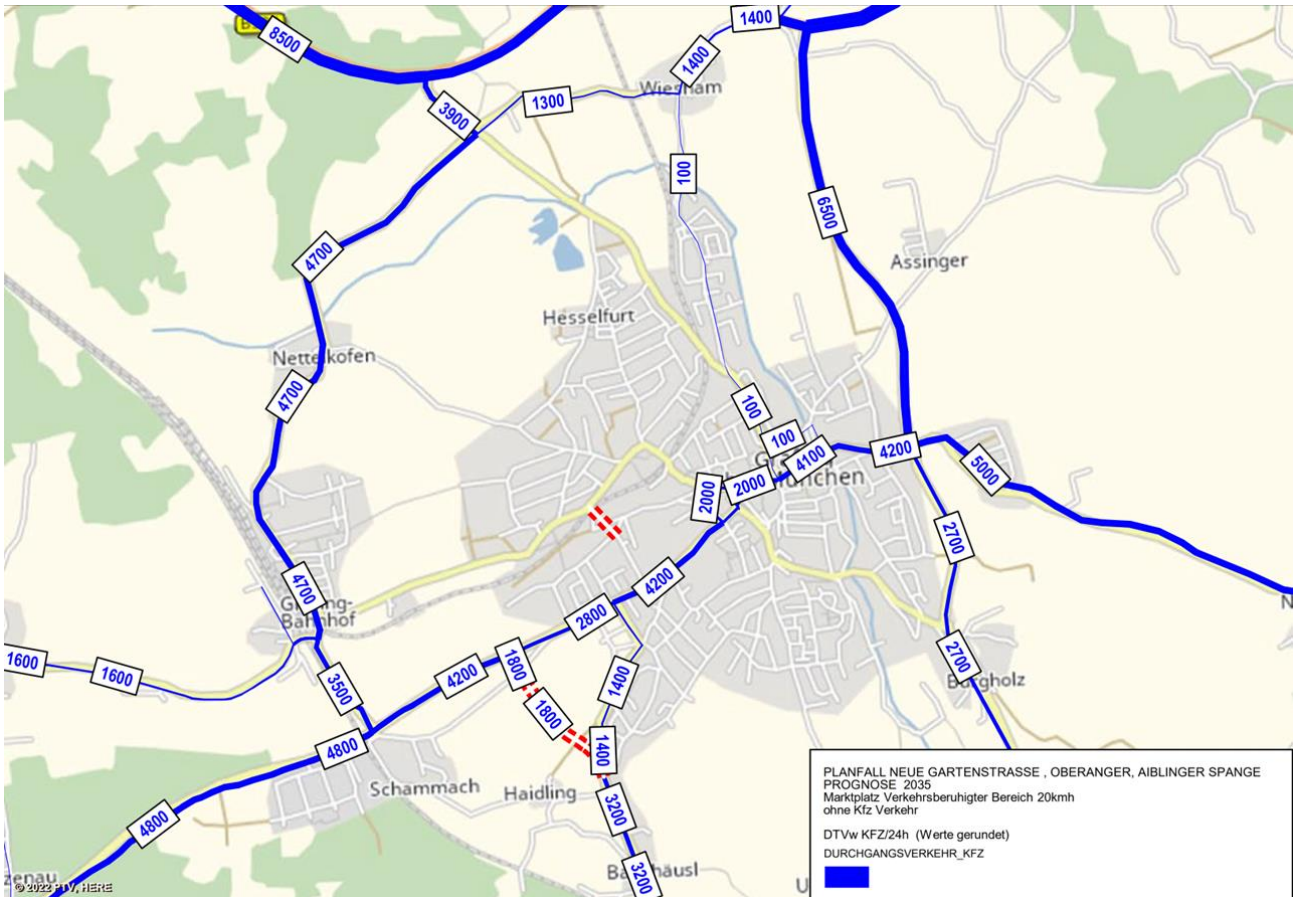 8500
1400
1400
Wiesham
1300
3900
100
6500
Assinger
4700
Hesselfurt
Nettelkofen
4700
100
100
4100
4200
München
2000
2000
5000
2700
4700
Bahnhof
4200
2800
1600
1600
3500
4200
1800
1400
2700
Burgholz
1800
4800
1400
Schammach
Haidling
3200
4800
3200
zenau
© 2022 PTV, HERE
PLANFALL NEUE GARTENSTRASSE , OBERANGER, AIBLINGER SPANGE
PROGNOSE 2035
Marktplatz Verkehrsberuhigter Bereich 20kmh
ohne Kfz Verkehr
DTVw KFZ/24h (Werte gerundet)
DURCHGANGSVERKEHR_KFZ